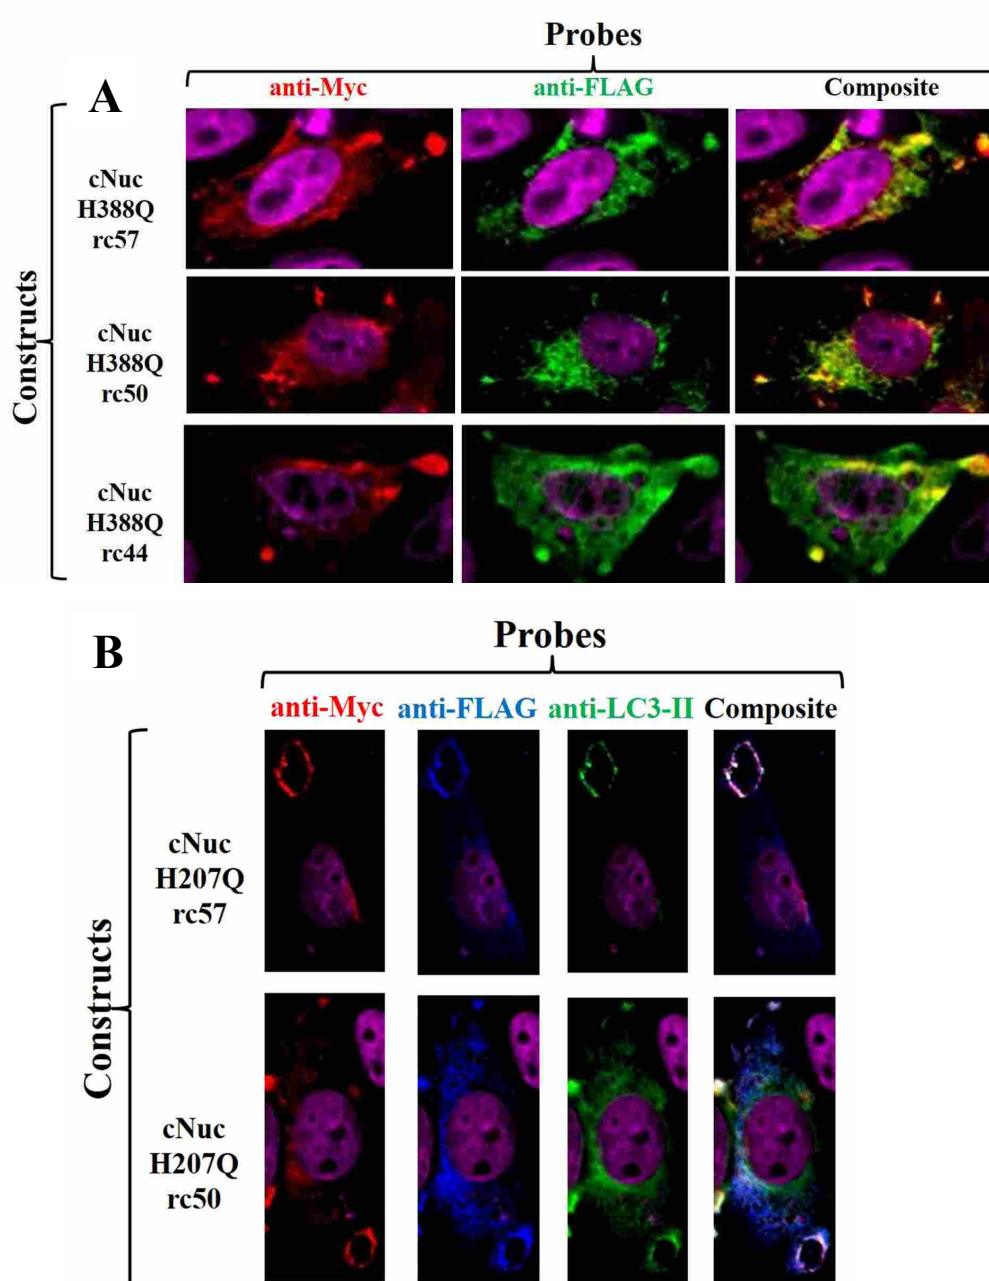 Probes
A
anti-Myc anti-FLAG Composite
Constructs
cNuc
H388Q
rc57
cNuc
H388Q
rc50
cNuc
H388Q
rc44
B
Probes
anti-Myc anti-FLAG anti-LC3-II Composite
Constructs
cNuc
H207Q
rc57
cNuc
H207Q
rc50